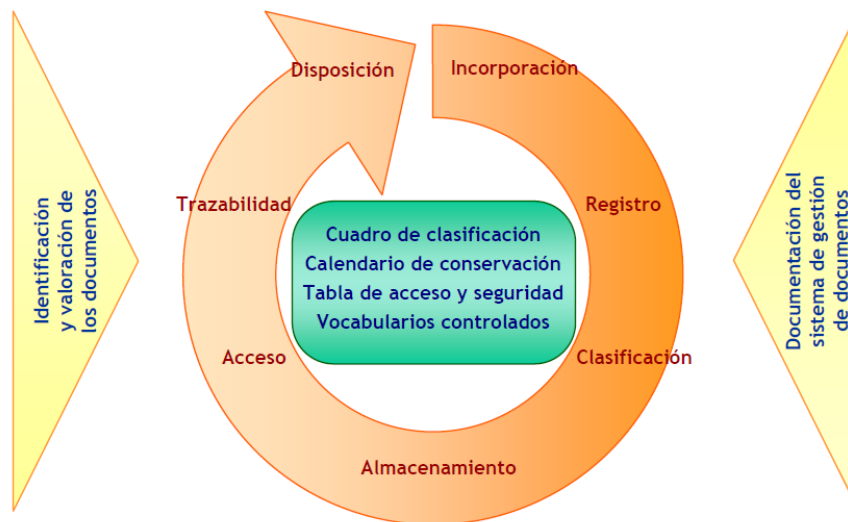 Disposición
Incorporación
Trazabilidad
Registro
Cuadro de clasificación
Calendario de conservación
Tabla de acceso y seguridad
Vocabularios controlados
Acceso
Clasificación
Almacenamiento
Identificación
y valoración de
los documentos
Documentación del
sistema de gestión
de documentos